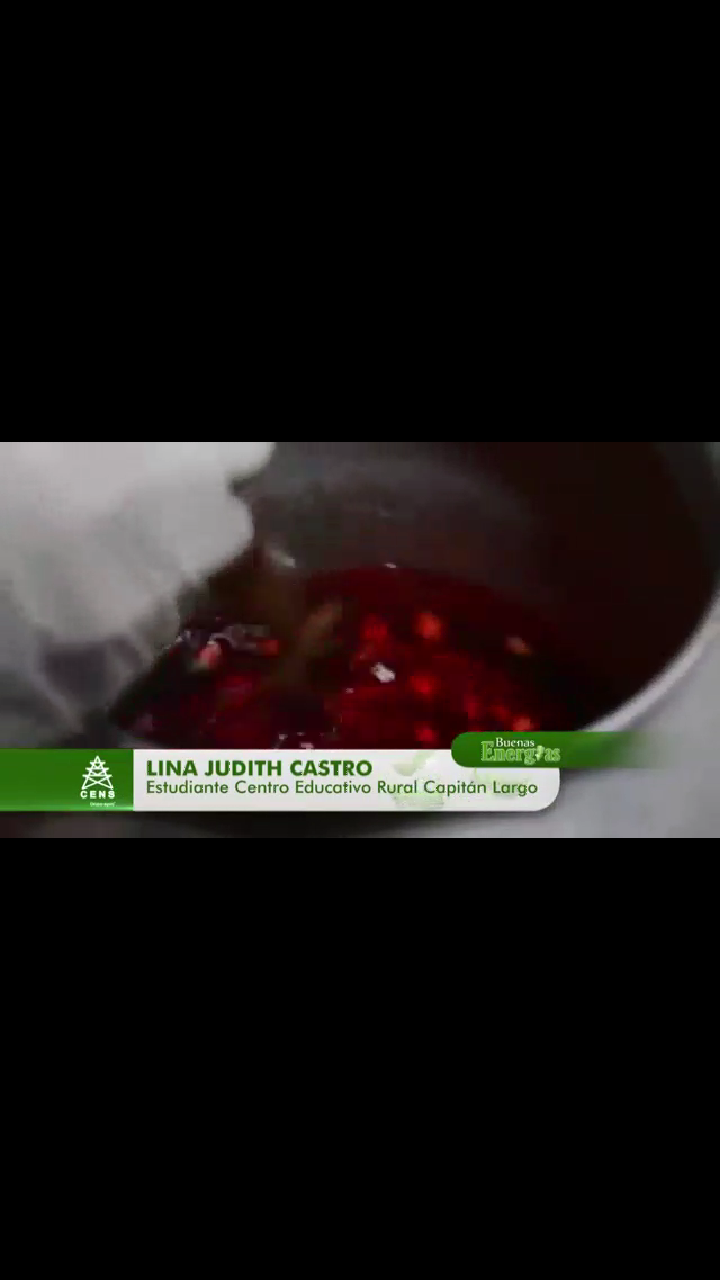 Buenas
Energías
LINA JUDITH CASTRO
Estudiante Centro Educativo Rural Capitán Largo
CENS